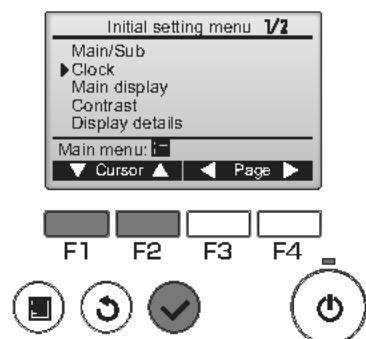 Initial setting menu 1/2
Main/Sub
▶Clock
Main display
Contrast
Display details
Main menu:
▼ Cursor ▲ ◀ Page ▶
F1 F2 F3 F4